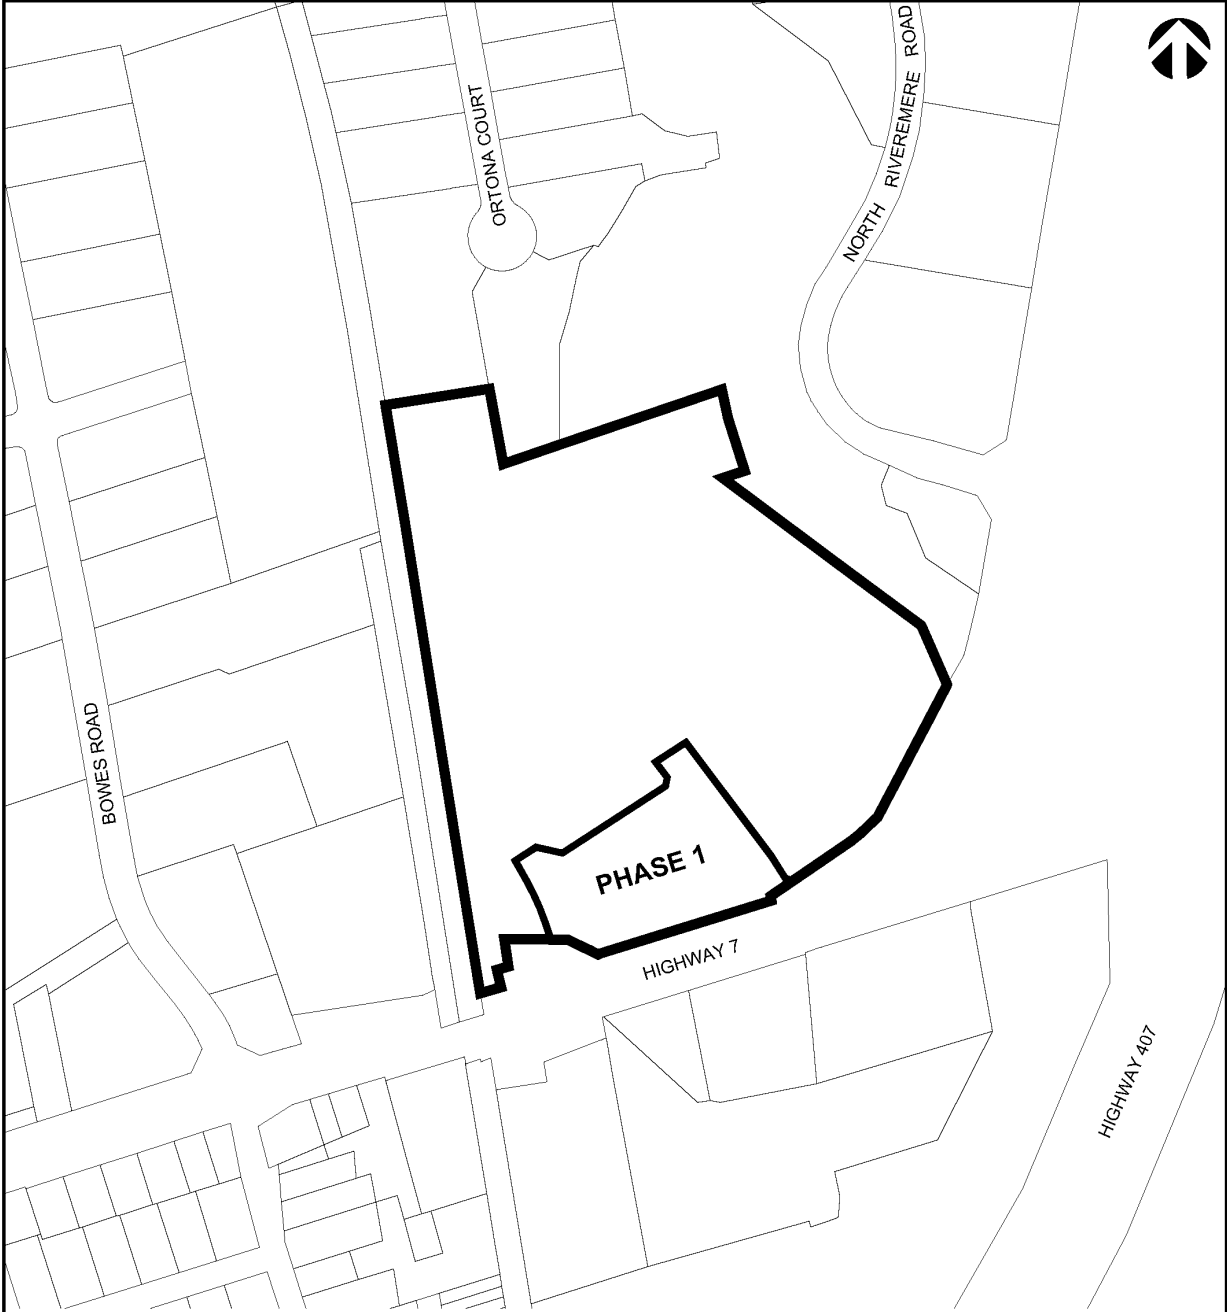 NORTH RIVEREMERE ROAD
ORTONA COURT
BOWES ROAD
PHASE 1
HIGHWAY 7
HIGHWAY 407